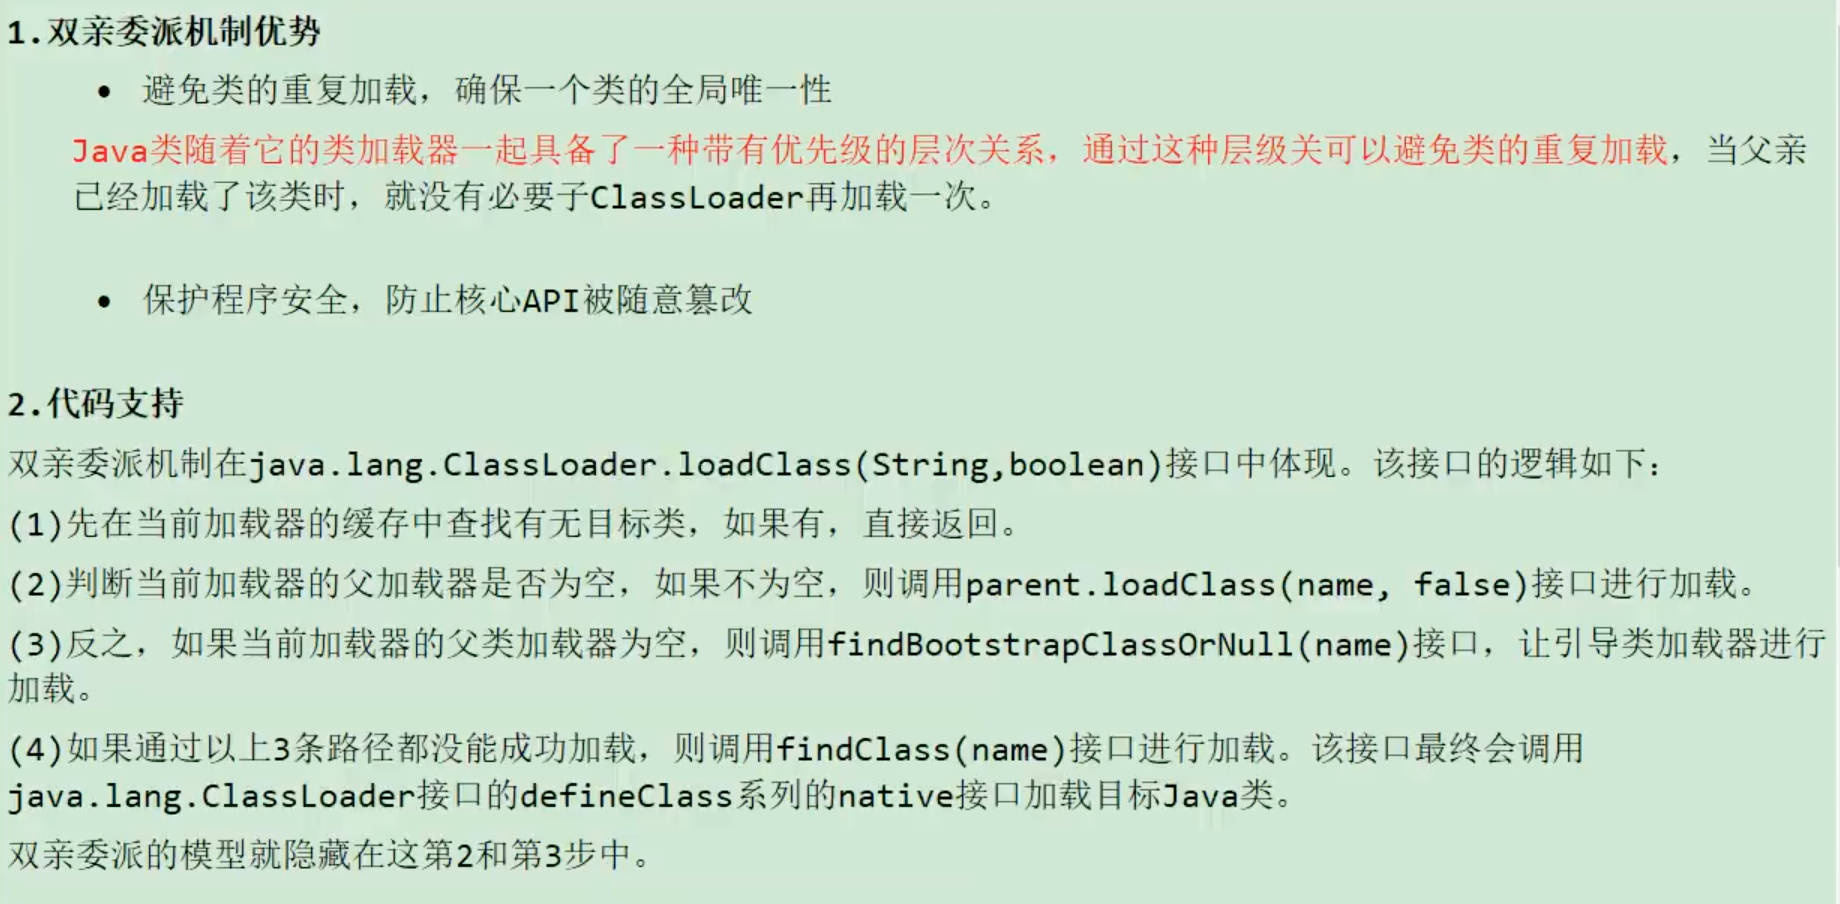 1.双亲委派机制优势
• 避免类的重复加载，确保一个类的全局唯一性
Java类随着它的类加载器一起具备了一种带有优先级的层次关系，通过这种层级关可以避免类的重复加载，当父亲
已经加载了该类时，就没有必要子ClassLoader再加载一次。
• 保护程序安全，防止核心API被随意篡改
2.代码支持
双亲委派机制在java.lang.ClassLoader.loadClass(String,boolean)接口中体现。该接口的逻辑如下：
(1)先在当前加载器的缓存中查找有无目标类，如果有，直接返回。
(2)判断当前加载器的父加载器是否为空，如果不为空，则调用parent.loadClass(name, false)接口进行加载。
(3)反之，如果当前加载器的父类加载器为空，则调用findBootstrapClassOrNull(name)接口，让引导类加载器进行
加载。
(4)如果通过以上3条路径都没能成功加载，则调用findClass(name)接口进行加载。该接口最终会调用
java.lang.ClassLoader接口的defineClass系列的native接口加载目标Java类。
双亲委派的模型就隐藏在这第2和第3步中。